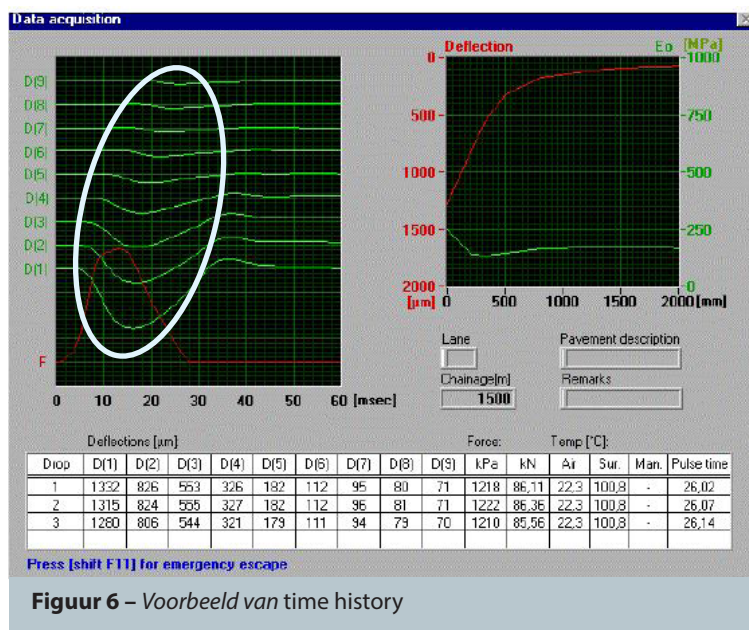 Data acquisition
Deflection Eo [MPa]
D(9)
D(8)
D(7)
D(6)
D(5)
D(4)
D(3)
D(2)
D(1)
F
0 10 20 30 40 50 60 [msec]
0
500
1000
1500
2000
[µm]
1000
750
500
250
0
0 500 1000 1500 2000 [mm]
Lane Pavement description
Chainage[m] Remarks
1500
Deflections [µm]: Force: Temp [°C]:
Drop D(1) D(2) D(3) D(4) D(5) D(6) D(7) D(8) D(9) kPa kN Air Sur. Man. Pulse time
1 1332 826 553 326 182 112 95 80 71 1218 86,11 22,3 100,8 - 26,02
2 1315 824 555 327 182 112 96 81 71 1222 86,36 22,3 100,8 - 26,07
3 1280 806 544 321 179 111 94 79 70 1210 85,56 22,3 100,8 - 26,14
Press [shift F11] for emergency escape
Figuur 6 – Voorbeeld van time history